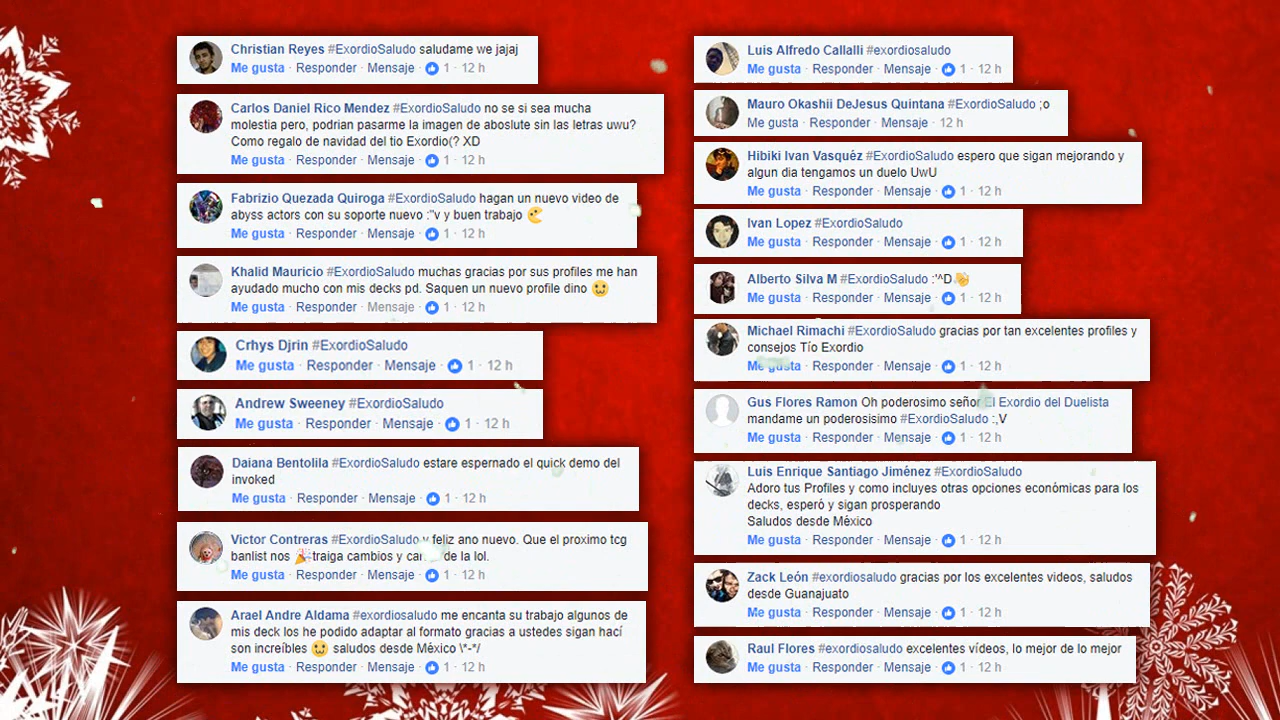 Christian Reyes #ExordioSaludo saludame we jajaj
Me gusta · Responder · Mensaje · 1 · 12 h
Carlos Daniel Rico Mendez #ExordioSaludo no se si sea mucha
molestia pero, podrian pasarme la imagen de aboslute sin las letras uwu?
Como regalo de navidad del tio Exordio(? XD
Me gusta · Responder · Mensaje · 1 · 12 h
Fabrizio Quezada Quiroga #ExordioSaludo hagan un nuevo video de
abyss actors con su soporte nuevo :"v y buen trabajo
Me gusta · Responder · Mensaje · 1 · 12 h
Khalid Mauricio #ExordioSaludo muchas gracias por sus profiles me han
ayudado mucho con mis decks pd. Saquen un nuevo profile dino
Me gusta · Responder · Mensaje · 1 · 12 h
Crhys Djrin #ExordioSaludo
Me gusta · Responder · Mensaje · 1 · 12 h
Andrew Sweeney #ExordioSaludo
Me gusta · Responder · Mensaje · 1 · 12 h
Daiana Bentolila #ExordioSaludo estare espernado el quick demo del
invoked
Me gusta · Responder · Mensaje · 1 · 12 h
Victor Contreras #ExordioSaludo y feliz ano nuevo. Que el proximo tcg
banlist nos traiga cambios y de la lol.
Me gusta · Responder · Mensaje · 1 · 12 h
Arael Andre Aldama #exordiosaludo me encanta su trabajo algunos de
mis deck los he podido adaptar al formato gracias a ustedes sigan hací
son increíbles saludos desde México \*-*/
Me gusta · Responder · Mensaje · 1 · 12 h
Luis Alfredo Callalli #exordiosaludo
Me gusta · Responder · Mensaje · 1 · 12 h
Mauro Okashii DeJesus Quintana #ExordioSaludo ;o
Me gusta · Responder · Mensaje · 12 h
Hibiki Ivan Vasquéz #ExordioSaludo espero que sigan mejorando y
algun dia tengamos un duelo UwU
Me gusta · Responder · Mensaje · 1 · 12 h
Ivan Lopez #ExordioSaludo
Me gusta · Responder · Mensaje · 1 · 12 h
Alberto Silva M #ExordioSaludo :'^D
Me gusta · Responder · Mensaje · 1 · 12 h
Michael Rimachi #ExordioSaludo gracias por tan excelentes profiles y
consejos Tío Exordio
Me gusta · Responder · Mensaje · 1 · 12 h
Gus Flores Ramon Oh poderosimo señor El Exordio del Duelista
mandame un poderosisimo #ExordioSaludo :,V
Me gusta · Responder · Mensaje · 1 · 12 h
Luis Enrique Santiago Jiménez #ExordioSaludo
Adoro tus Profiles y como incluyes otras opciones económicas para los
decks, esperó y sigan prosperando
Saludos desde México
Me gusta · Responder · Mensaje · 1 · 12 h
Zack León #exordiosaludo gracias por los excelentes videos, saludos
desde Guanajuato
Me gusta · Responder · Mensaje · 1 · 12 h
Raul Flores #exordiosaludo excelentes vídeos, lo mejor de lo mejor
Me gusta · Responder · Mensaje · 1 · 12 h